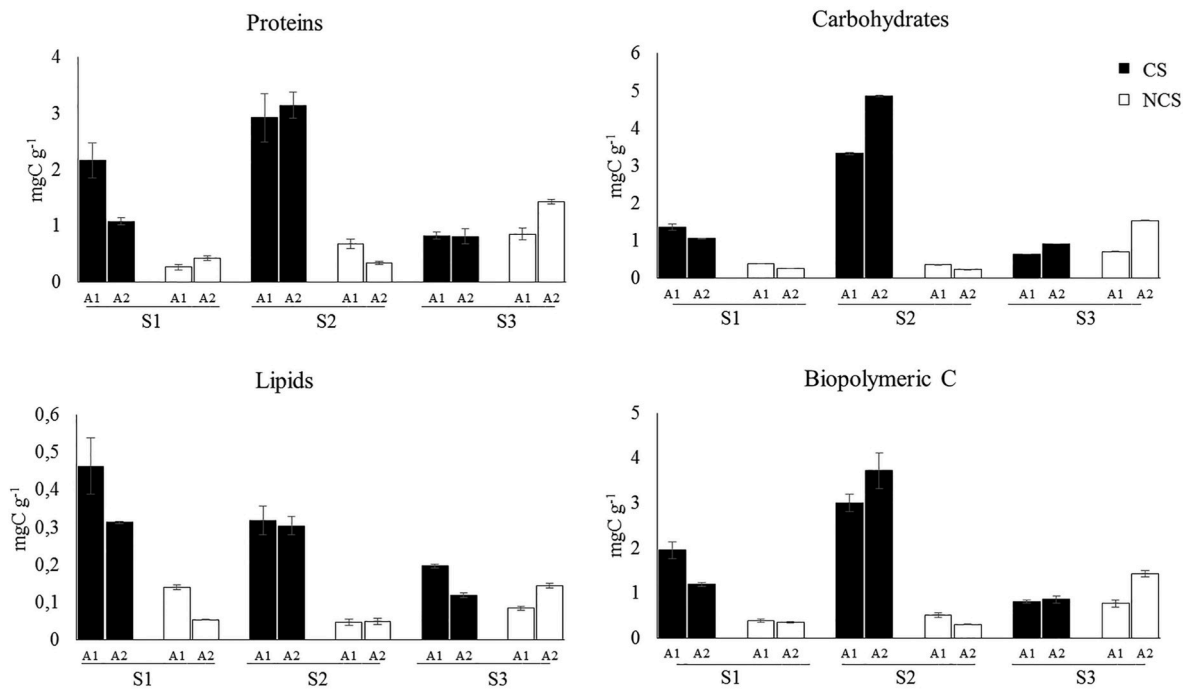 Proteins
4
3
2
1
0
mgC g-1
A1 A2 A1 A2 A1 A2 A1 A2 A1 A2 A1 A2
S1 S2 S3
Carbohydrates
6
5
4
3
2
1
0
mgC g-1
CS
NCS
A1 A2 A1 A2 A1 A2 A1 A2 A1 A2 A1 A2
S1 S2 S3
Lipids
0,6
0,5
0,4
0,3
0,2
0,1
0
mgC g-1
A1 A2 A1 A2 A1 A2 A1 A2 A1 A2 A1 A2
S1 S2 S3
Biopolymeric C
5
4
3
2
1
0
mgC g-1
A1 A2 A1 A2 A1 A2 A1 A2 A1 A2 A1 A2
S1 S2 S3